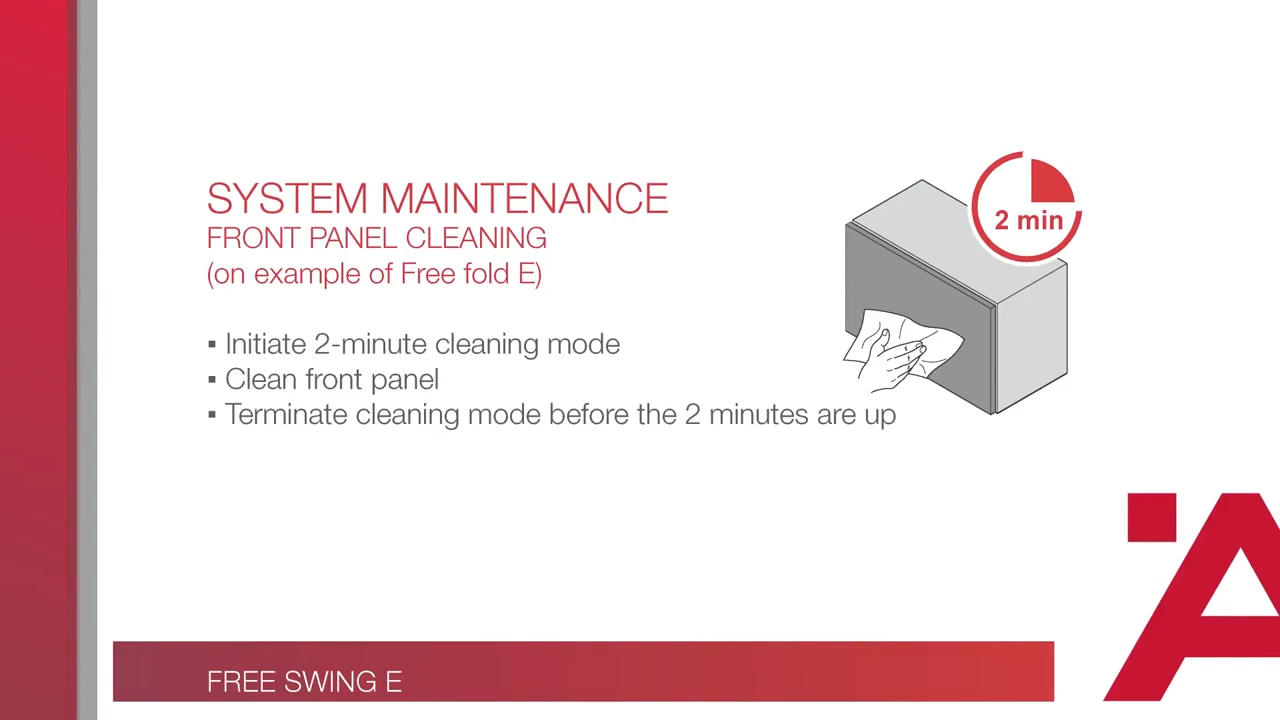 SYSTEM MAINTENANCE
FRONT PANEL CLEANING
(on example of Free fold E)
▪ Initiate 2-minute cleaning mode
▪ Clean front panel
▪ Terminate cleaning mode before the 2 minutes are up
2 min
FREE SWING E